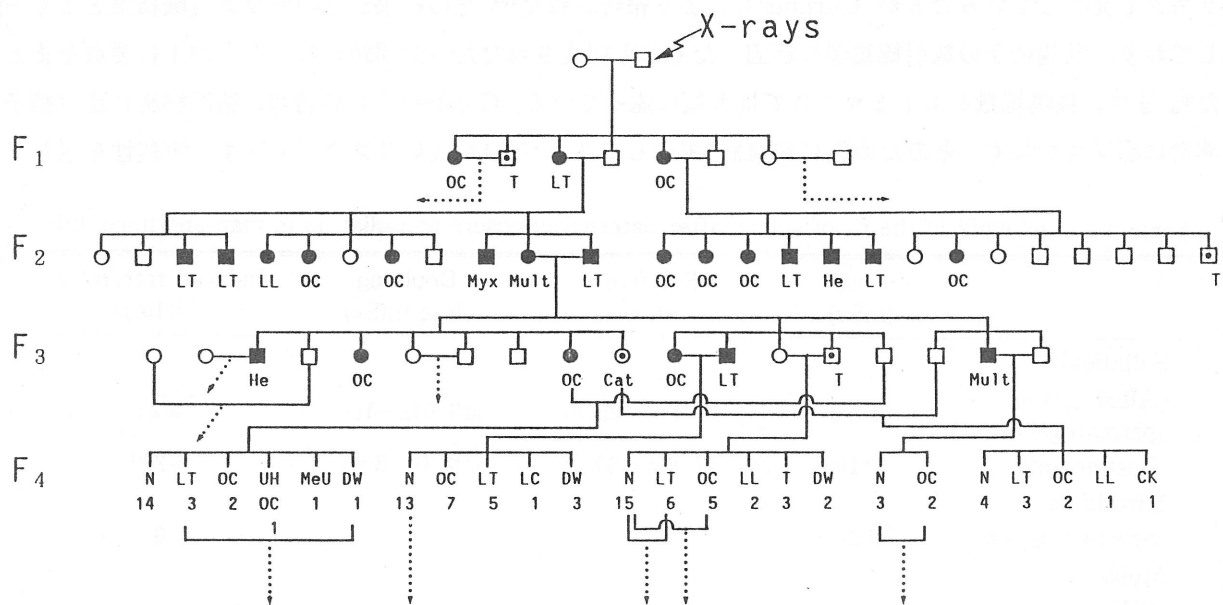 X-rays
F1
OC T LT OC
F2
LT LT LL OC OC Myx Mult LT OC OC OC LT He LT OC T
F3
He OC OC Cat OC LT T Mult
F4
N LT OC UH MeU DW N OC LT LC DW N LT OC LL T DW N OC N LT OC LL CK
14 3 2 OC 1 1 13 7 5 1 3 15 6 5 2 3 2 3 2 4 3 2 1 1
1